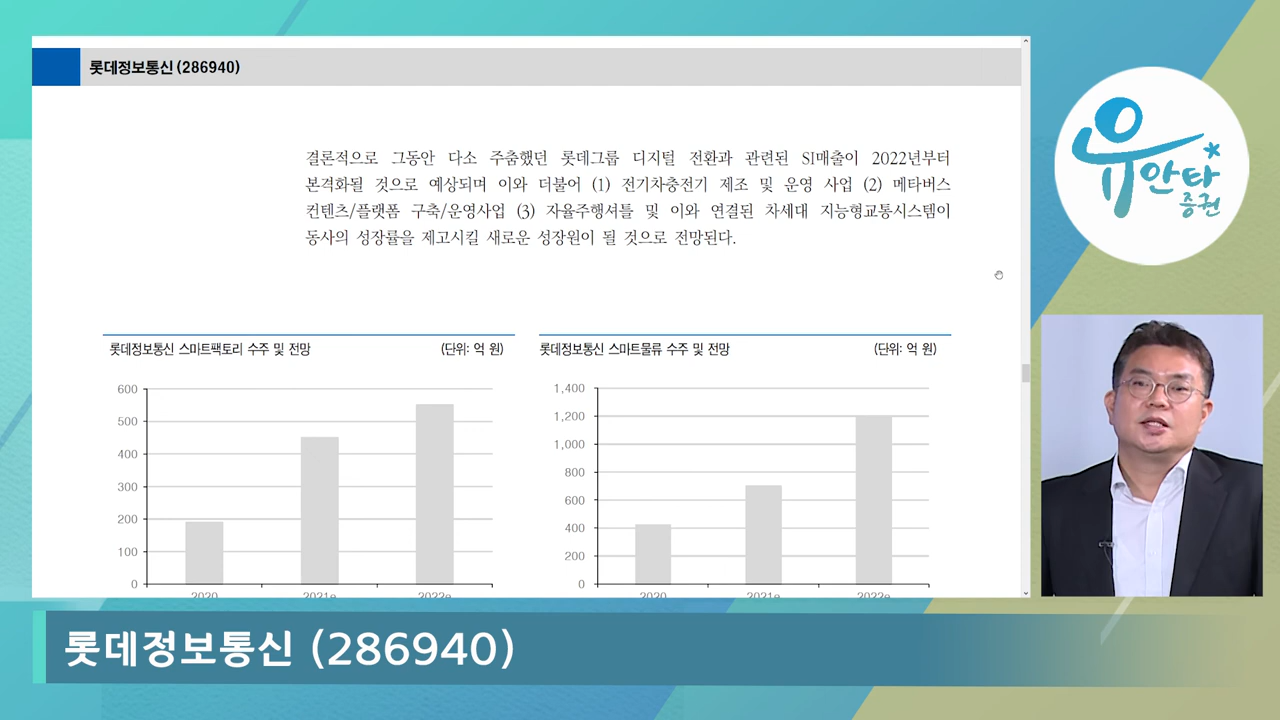 롯데정보통신 (286940)
결론적으로 그동안 다소 주춤했던 롯데그룹 디지털 전환과 관련된 SI매출이 2022년부터
본격화될 것으로 예상되며 이와 더불어 (1) 전기차충전기 제조 및 운영 사업 (2) 메타버스
컨텐츠/플랫폼 구축/운영사업 (3) 자율주행셔틀 및 이와 연결된 차세대 지능형교통시스템이
동사의 성장률을 제고시킬 새로운 성장원이 될 것으로 전망된다.
롯데정보통신 스마트팩토리 수주 및 전망 (단위: 억 원)
600
500
400
300
200
100
0
2020 2021e 2022e
롯데정보통신 스마트물류 수주 및 전망 (단위: 억 원)
1,400
1,200
1,000
800
600
400
200
0
2020 2021e 2022e
유안타
증권
롯데정보통신 (286940)